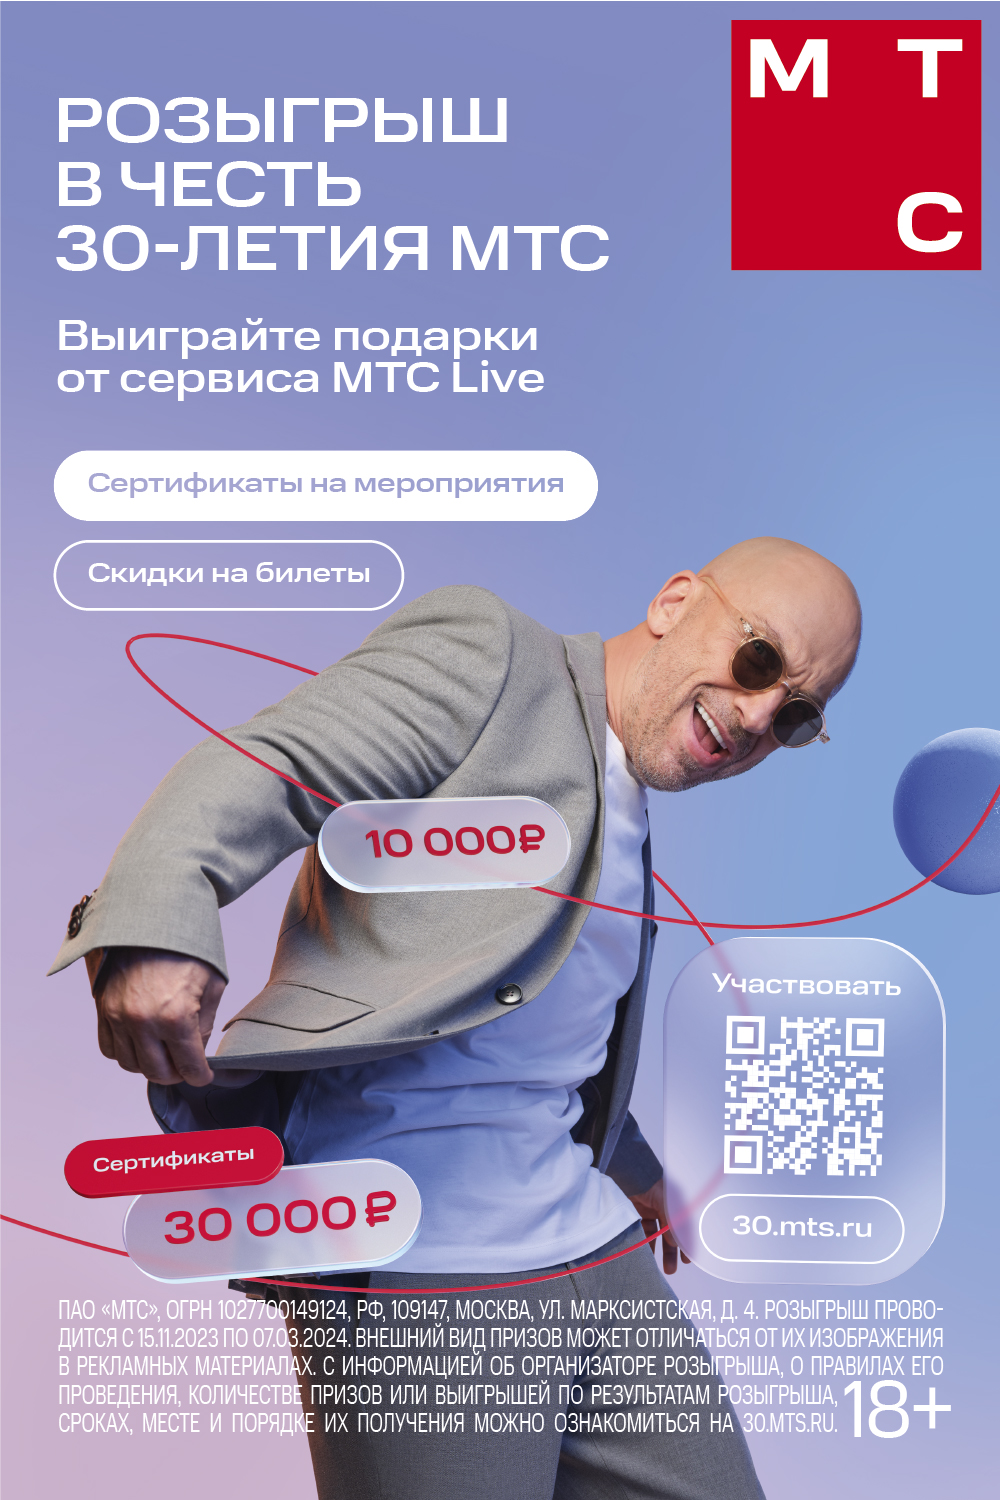 М Т
С
РОЗЫГРЫШ
В ЧЕСТЬ
30-ЛЕТИЯ МТС
Выиграйте подарки
от сервиса МТС Live
Сертификаты на мероприятия
Скидки на билеты
10 000₽
Участвовать
Сертификаты
30 000₽
30.mts.ru
ПАО «МТС», ОГРН 1027700149124, РФ, 109147, МОСКВА, УЛ. МАРКСИСТСКАЯ, Д. 4. РОЗЫГРЫШ ПРОВО-
ДИТСЯ С 15.11.2023 ПО 07.03.2024. ВНЕШНИЙ ВИД ПРИЗОВ МОЖЕТ ОТЛИЧАТЬСЯ ОТ ИХ ИЗОБРАЖЕНИЯ
В РЕКЛАМНЫХ МАТЕРИАЛАХ. С ИНФОРМАЦИЕЙ ОБ ОРГАНИЗАТОРЕ РОЗЫГРЫША, О ПРАВИЛАХ ЕГО
ПРОВЕДЕНИЯ, КОЛИЧЕСТВЕ ПРИЗОВ ИЛИ ВЫИГРЫШЕЙ ПО РЕЗУЛЬТАТАМ РОЗЫГРЫША,
СРОКАХ, МЕСТЕ И ПОРЯДКЕ ИХ ПОЛУЧЕНИЯ МОЖНО ОЗНАКОМИТЬСЯ НА 30.MTS.RU.
18+